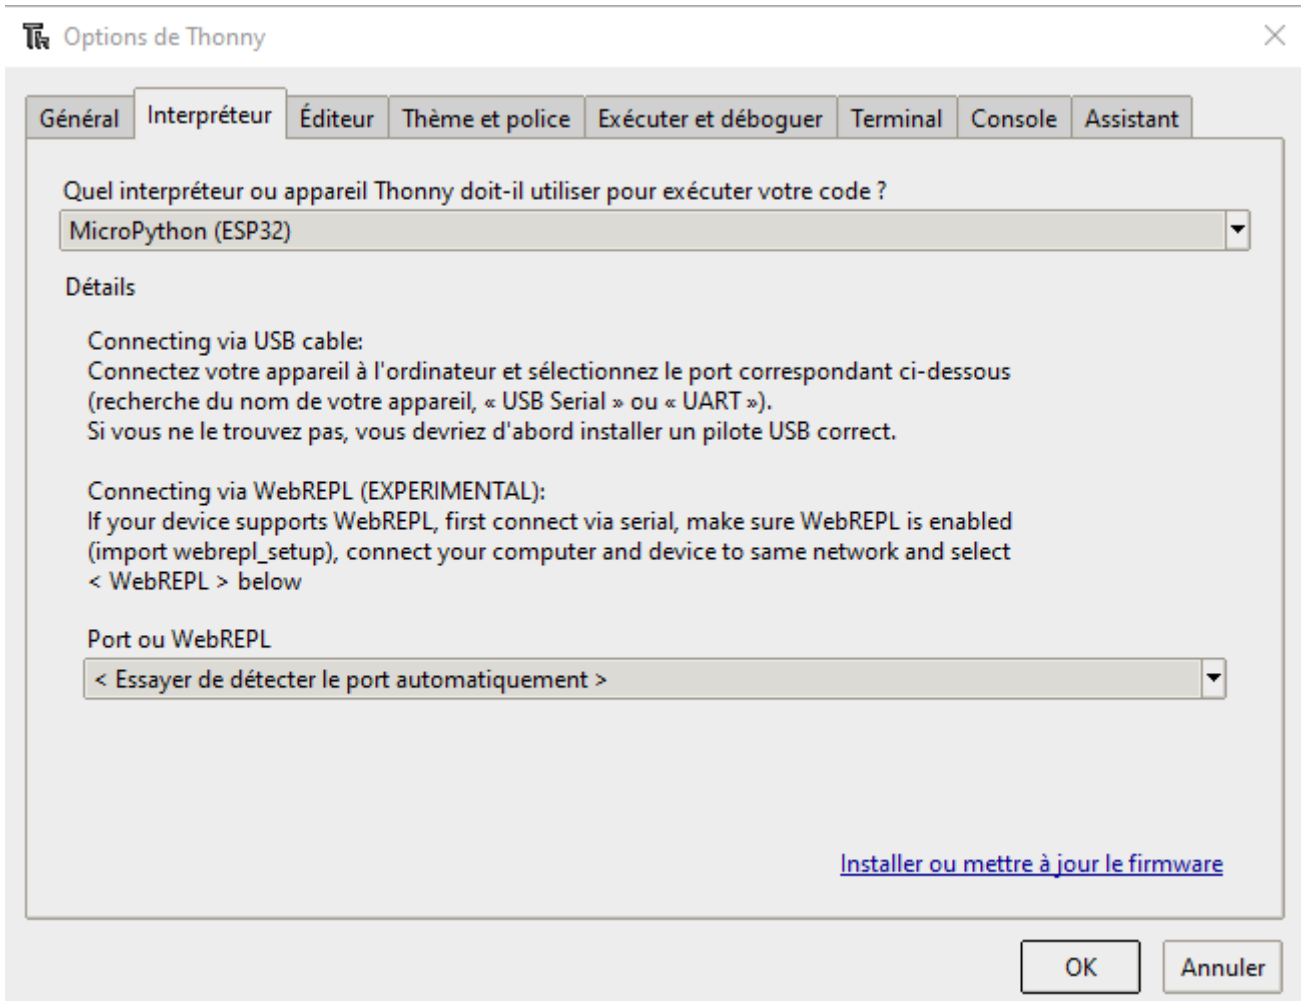 Options de Thonny
Général Interpréteur Éditeur Thème et police Exécuter et déboguer Terminal Console Assistant
Quel interpréteur ou appareil Thonny doit-il utiliser pour exécuter votre code ?
MicroPython (ESP32)
Détails
Connecting via USB cable:
Connectez votre appareil à l'ordinateur et sélectionnez le port correspondant ci-dessous
(recherche du nom de votre appareil, « USB Serial » ou « UART »).
Si vous ne le trouvez pas, vous devriez d'abord installer un pilote USB correct.
Connecting via WebREPL (EXPERIMENTAL):
If your device supports WebREPL, first connect via serial, make sure WebREPL is enabled
(import webrepl_setup), connect your computer and device to same network and select
< WebREPL > below
Port ou WebREPL
< Essayer de détecter le port automatiquement >
Installer ou mettre à jour le firmware
OK Annuler